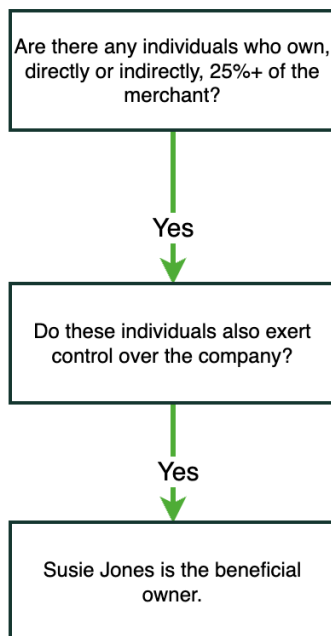 Are there any individuals who own,
directly or indirectly, 25%+ of the
merchant?
Yes
Do these individuals also exert
control over the company?
Yes
Susie Jones is the beneficial
owner.